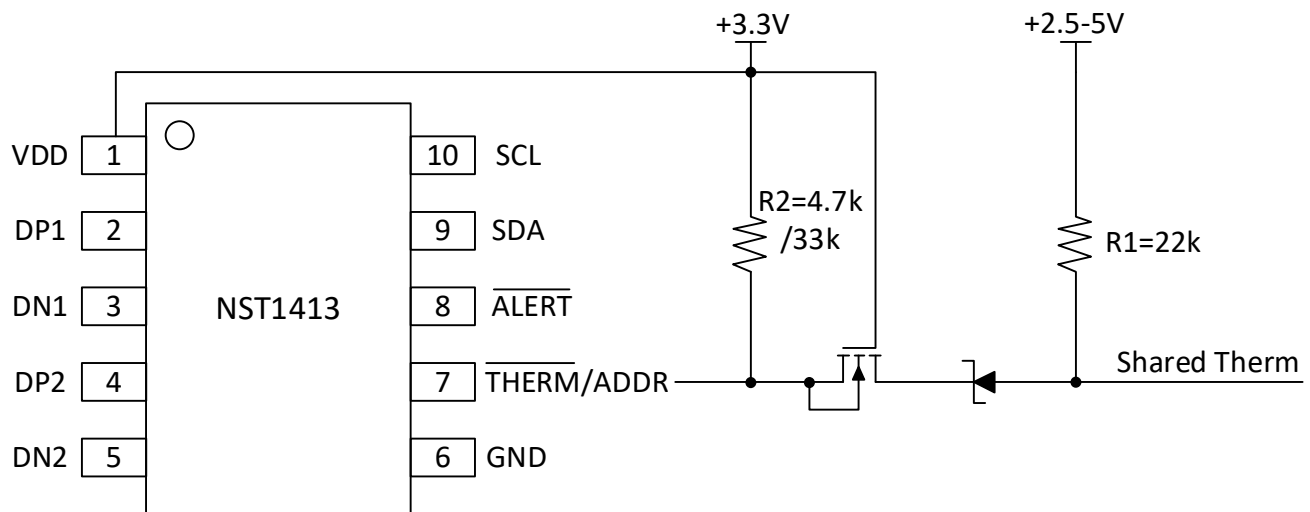 +3.3V
+2.5-5V
VDD 1
10 SCL
DP1 2
9 SDA
R2=4.7k
/33k
R1=22k
DN1 3
NST1413
8 ALERT
DP2 4
7 THERM/ADDR
Shared Therm
DN2 5
6 GND